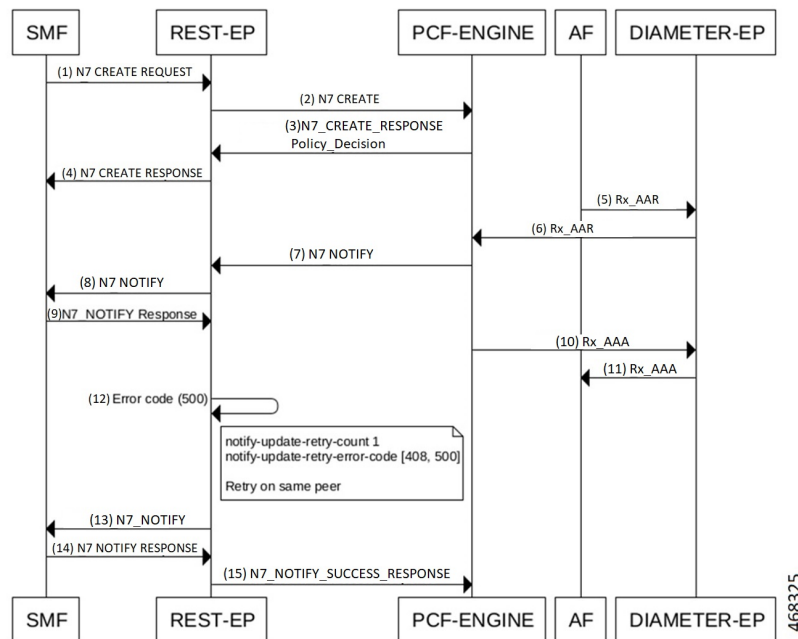 SMF
REST-EP
PCF-ENGINE
AF
DIAMETER-EP
(1) N7 CREATE REQUEST
(2) N7 CREATE
(3)N7_CREATE_RESPONSE
Policy_Decision
(4) N7 CREATE RESPONSE
(5) Rx_AAR
(6) Rx_AAR
(7) N7 NOTIFY
(8) N7 NOTIFY
(9)N7_NOTIFY Response
(10) Rx_AAA
(11) Rx_AAA
(12) Error code (500)
notify-update-retry-count 1
notify-update-retry-error-code [408, 500]
Retry on same peer
(13) N7_NOTIFY
(14) N7 NOTIFY RESPONSE
(15) N7_NOTIFY_SUCCESS_RESPONSE
SMF
REST-EP
PCF-ENGINE
AF
DIAMETER-EP
468325